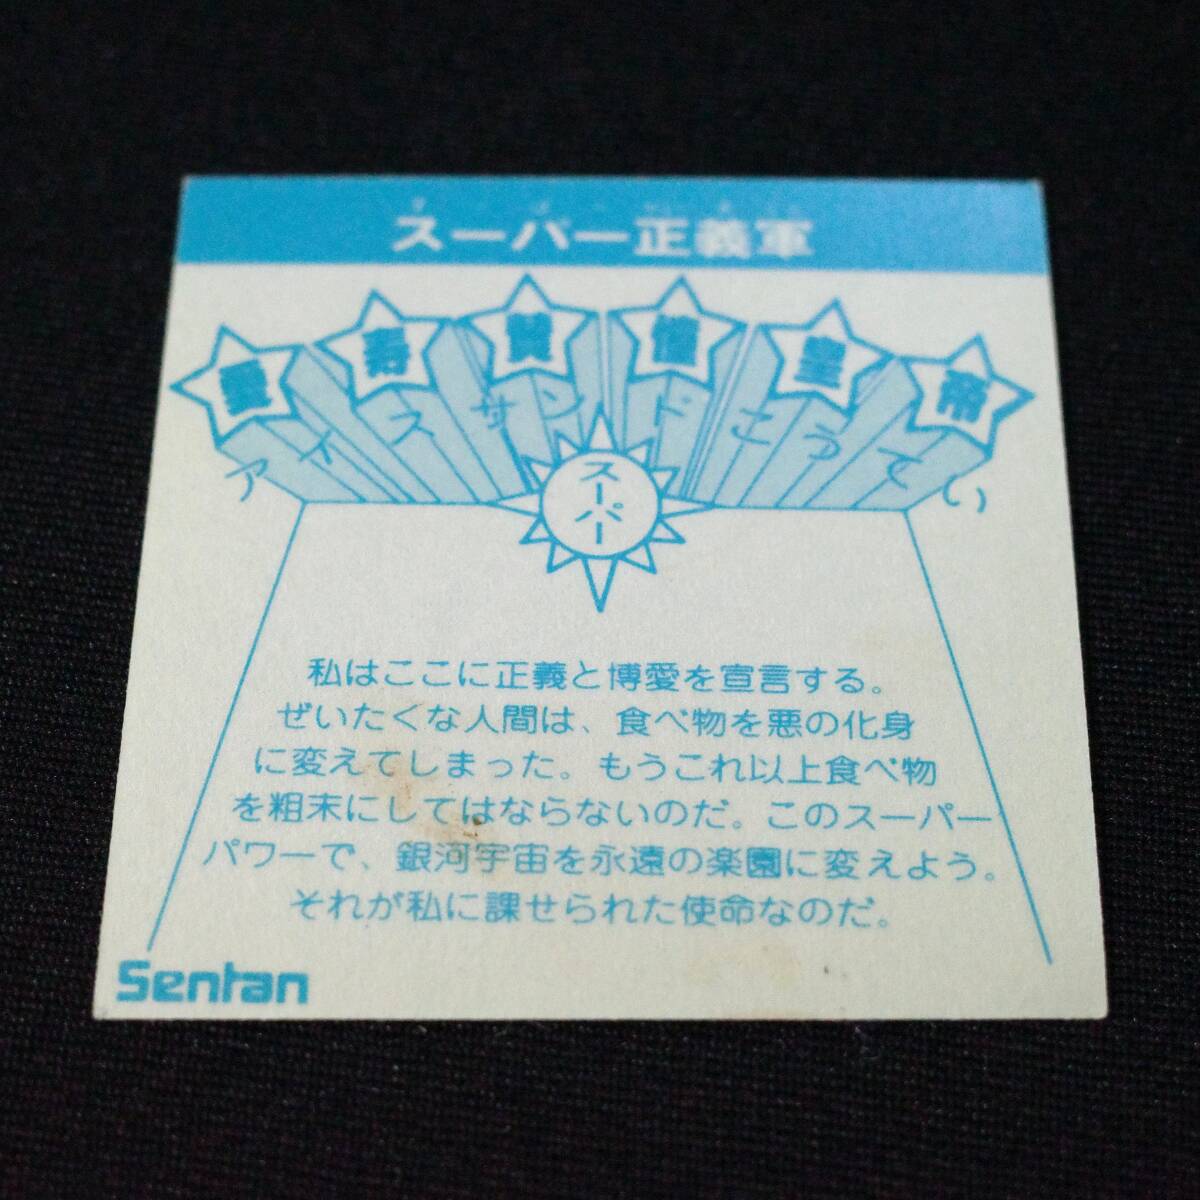 スーパー正義軍
愛寿賛僧皇帝
アイスサンドこうてい
スーパー
私はここに正義と博愛を宣言する。
ぜいたくな人間は、食べ物を悪の化身
に変えてしまった。もうこれ以上食べ物
を粗末にしてはならないのだ。このスーパー
パワーで、銀河宇宙を永遠の楽園に変えよう。
それが私に課せられた使命なのだ。
Sentan